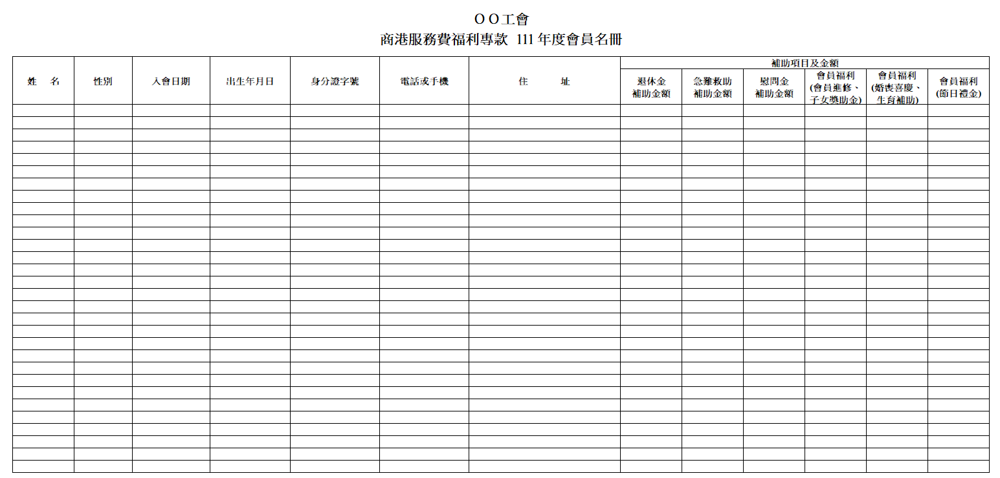 ＯＯ工會
商港服務費福利專款 111 年度會員名冊
姓 名
性別
入會日期
出生年月日
身分證字號
電話或手機
住 址
補助項目及金額
退休金
補助金額
急難救助
補助金額
慰問金
補助金額
會員福利
(會員進修、
子女獎助金)
會員福利
(婚喪喜慶、
生育補助)
會員福利
(節日禮金)